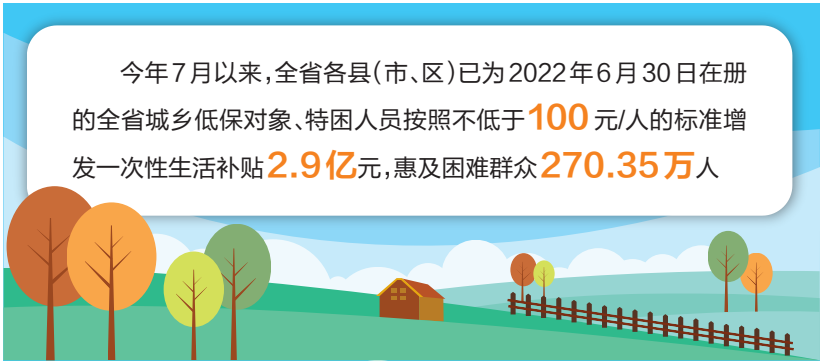 今年7月以来,全省各县(市、区)已为2022年6月30日在册
的全省城乡低保对象、特困人员按照不低于100元/人的标准增
发一次性生活补贴2.9亿元,惠及困难群众270.35万人